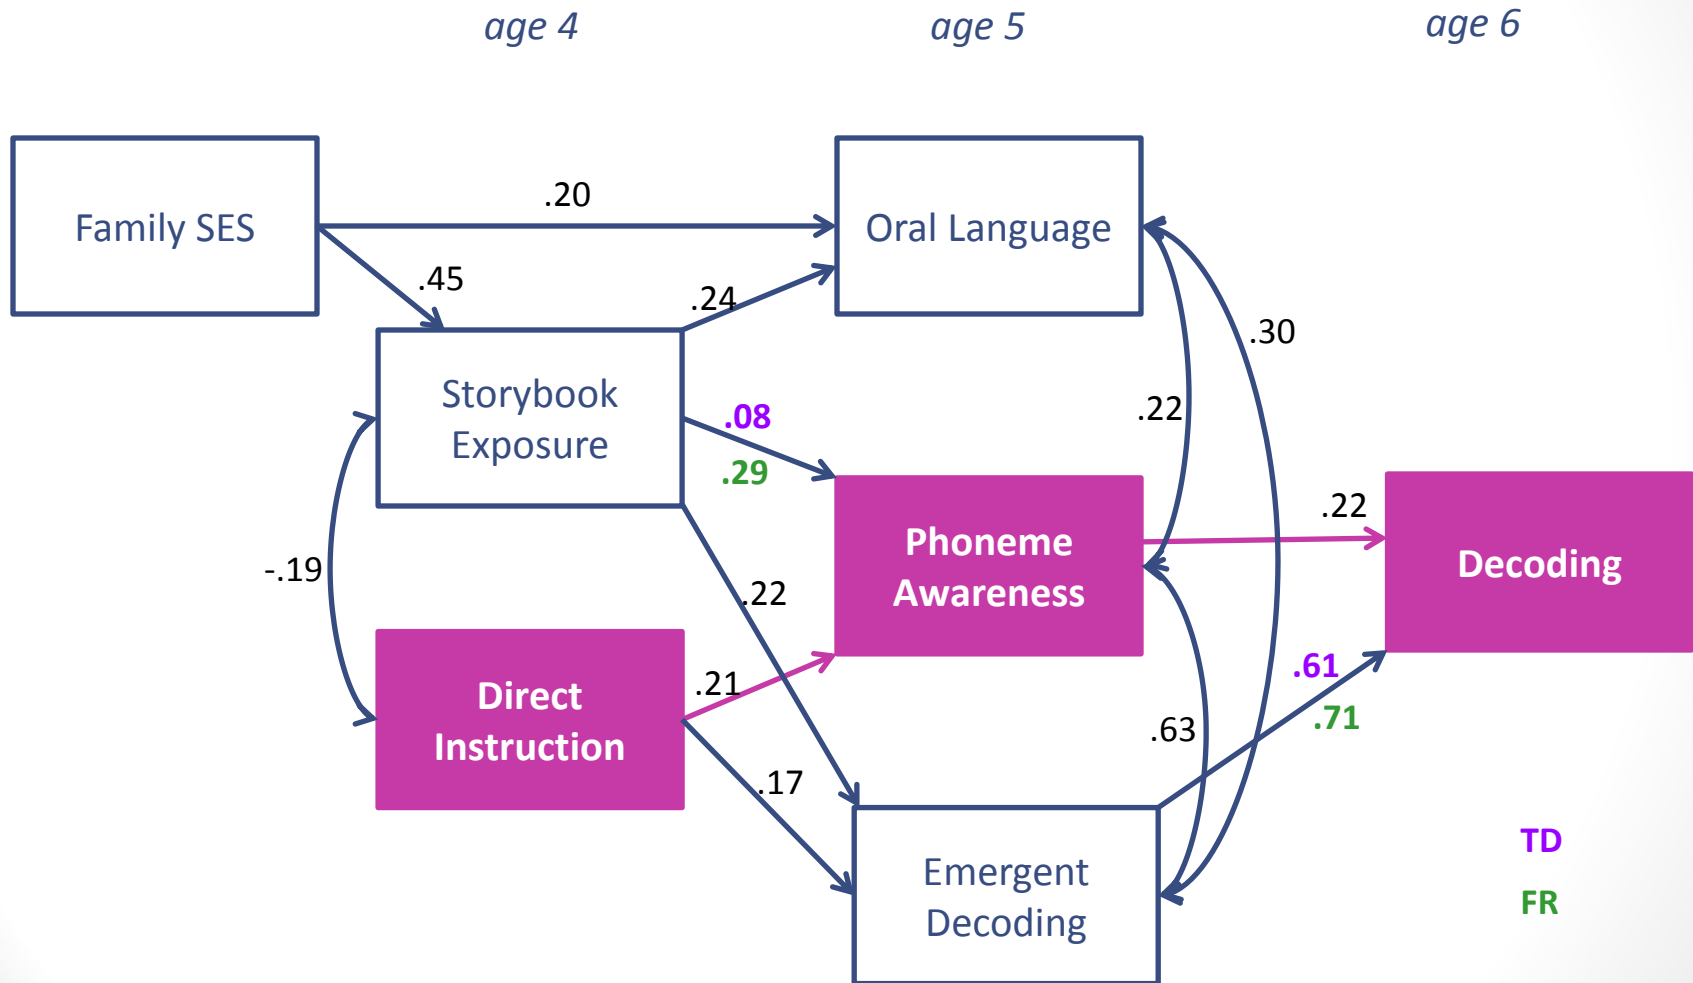 age 4
age 5
age 6
Family SES
.20
Oral Language
.45
.24
.30
Storybook
Exposure
.08
.29
.22
-.19
.22
Phoneme
Awareness
.22
Decoding
Direct
Instruction
.21
.17
.63
.61
.71
Emergent
Decoding
TD
FR